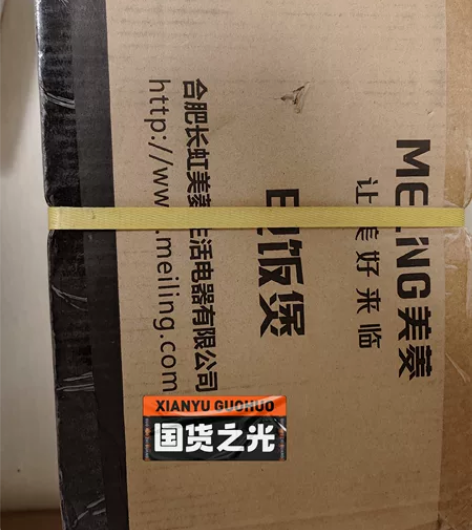 MEILING美菱
让美好来临
电饭煲
合肥长虹美菱生活电器有限公司
http://www.meiling.com
XIANYU GUOHUO
国货之光